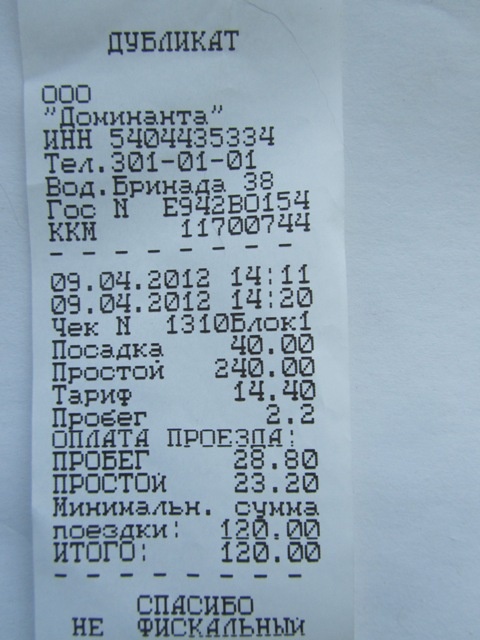 ДУБЛИКАТ
ООО
"Доминанта"
ИНН 5404435334
Тел.301-01-01
Вод.Бринада 38
Гос N Е942ВО154
ККМ 11700744
- - - - - - - -
09.04.2012 14:11
09.04.2012 14:20
Чек N 1310Блок1
Посадка 40.00
Простой 240.00
Тариф 14.40
Пробег 2.2
ОПЛАТА ПРОЕЗДА:
ПРОБЕГ 28.80
ПРОСТОЙ 23.20
Минимальн. сумма
поездки: 120.00
ИТОГО: 120.00
- - - - - - - -
СПАСИБО
НЕ ФИСКАЛЬНЫЙ